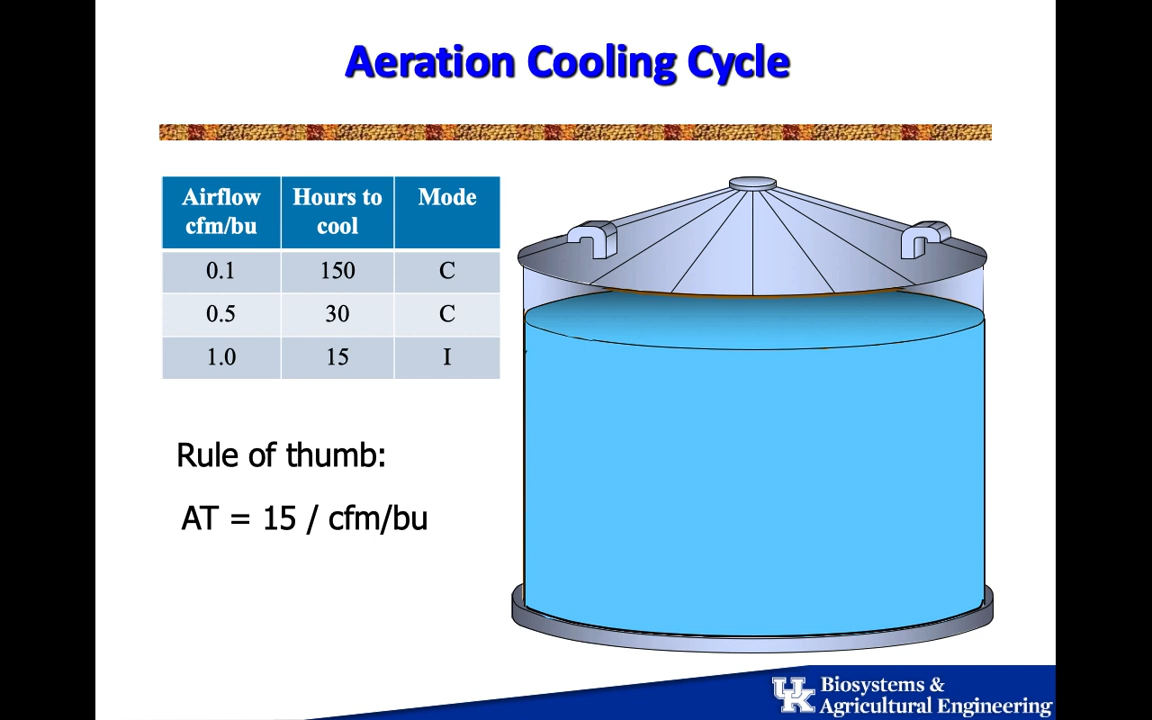 Aeration Cooling Cycle
Airflow cfm/bu Hours to cool Mode
0.1 150 C
0.5 30 C
1.0 15 I
Rule of thumb:
AT = 15 / cfm/bu
UK Biosystems &
Agricultural Engineering